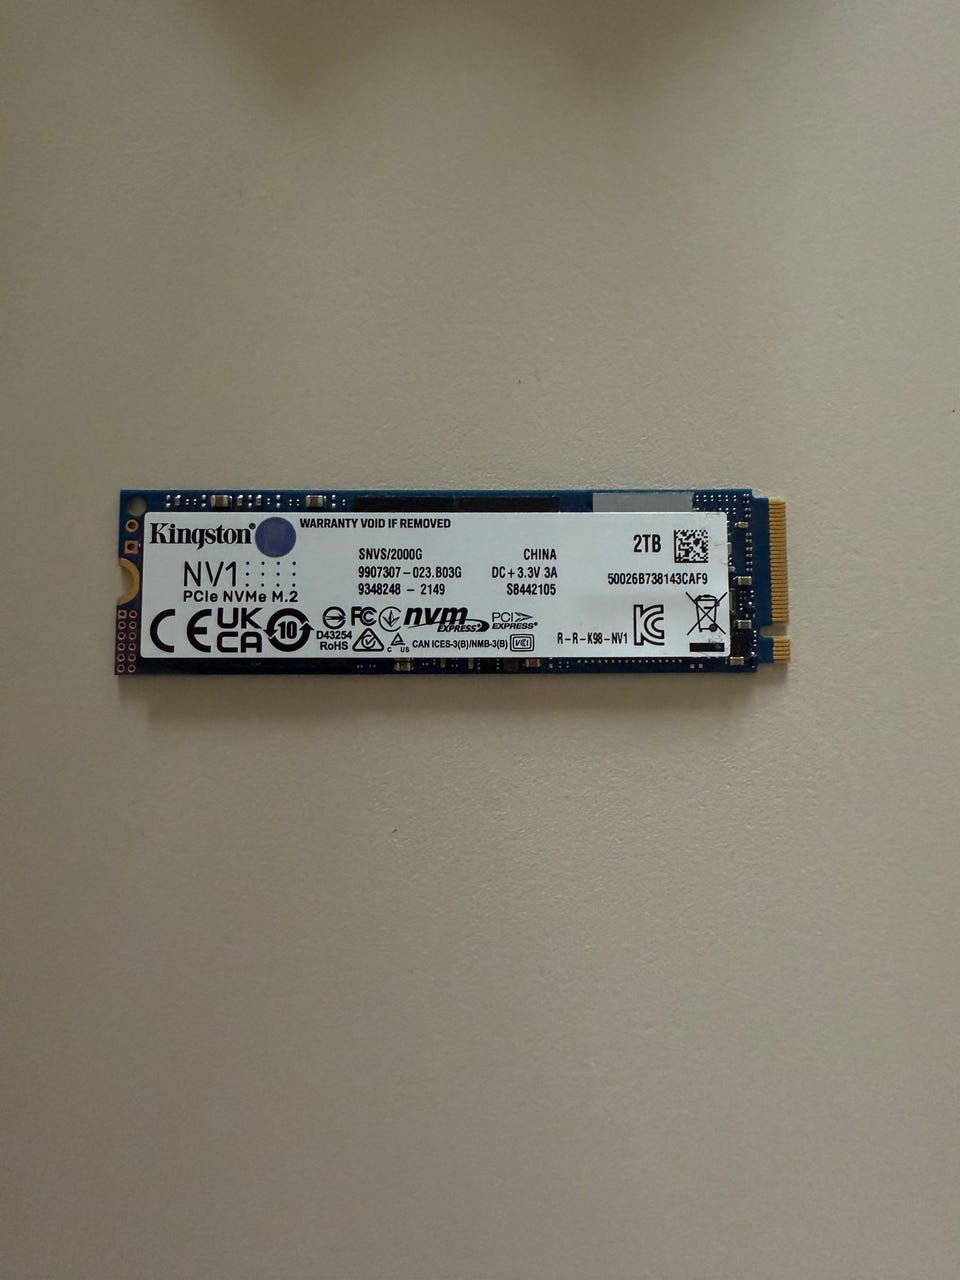 Kingston®
WARRANTY VOID IF REMOVED
NV1
PCIe NVMe M.2
SNVS/2000G
9907307-023.B03G
9348248 - 2149
CHINA
DC+3.3V 3A
S8442105
2TB
50026B738143CAF9
CE
UK
CA
10
D43254
RoHS
FC
nvm
EXPRESS
PCI
EXPRESS®
C US
CAN ICES-3(B)/NMB-3(B)
VCI
R-R-K98-NV1